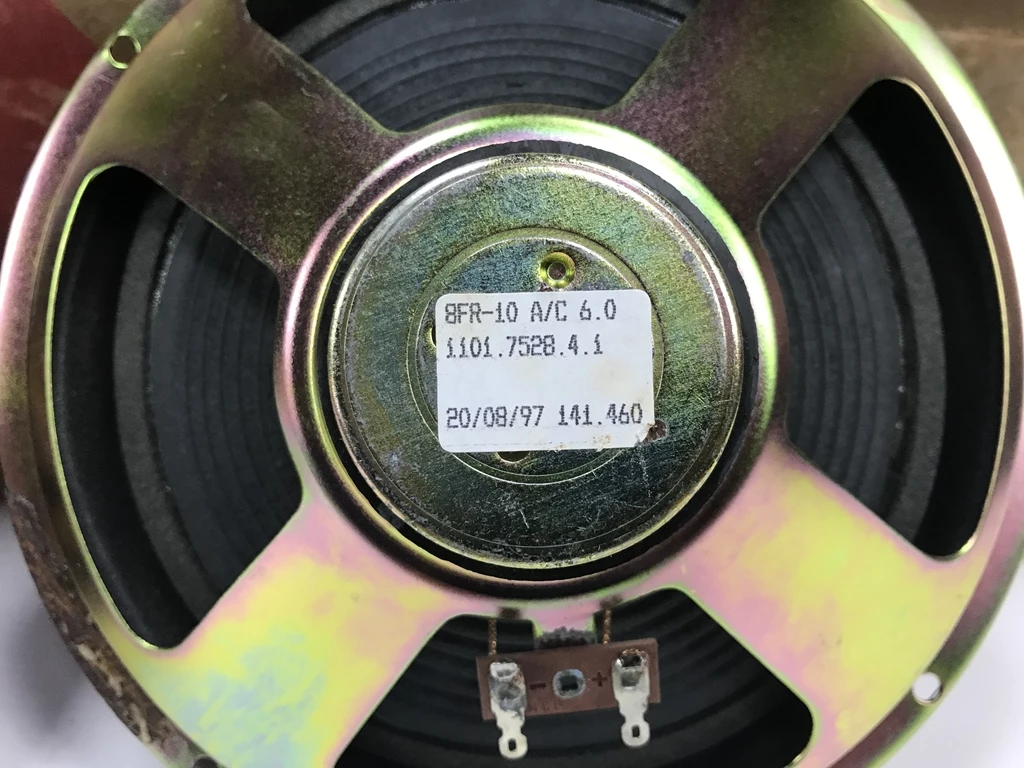 8FR-10 A/C 6.0
1101.7528.4.1
20/08/97 141.460
- +